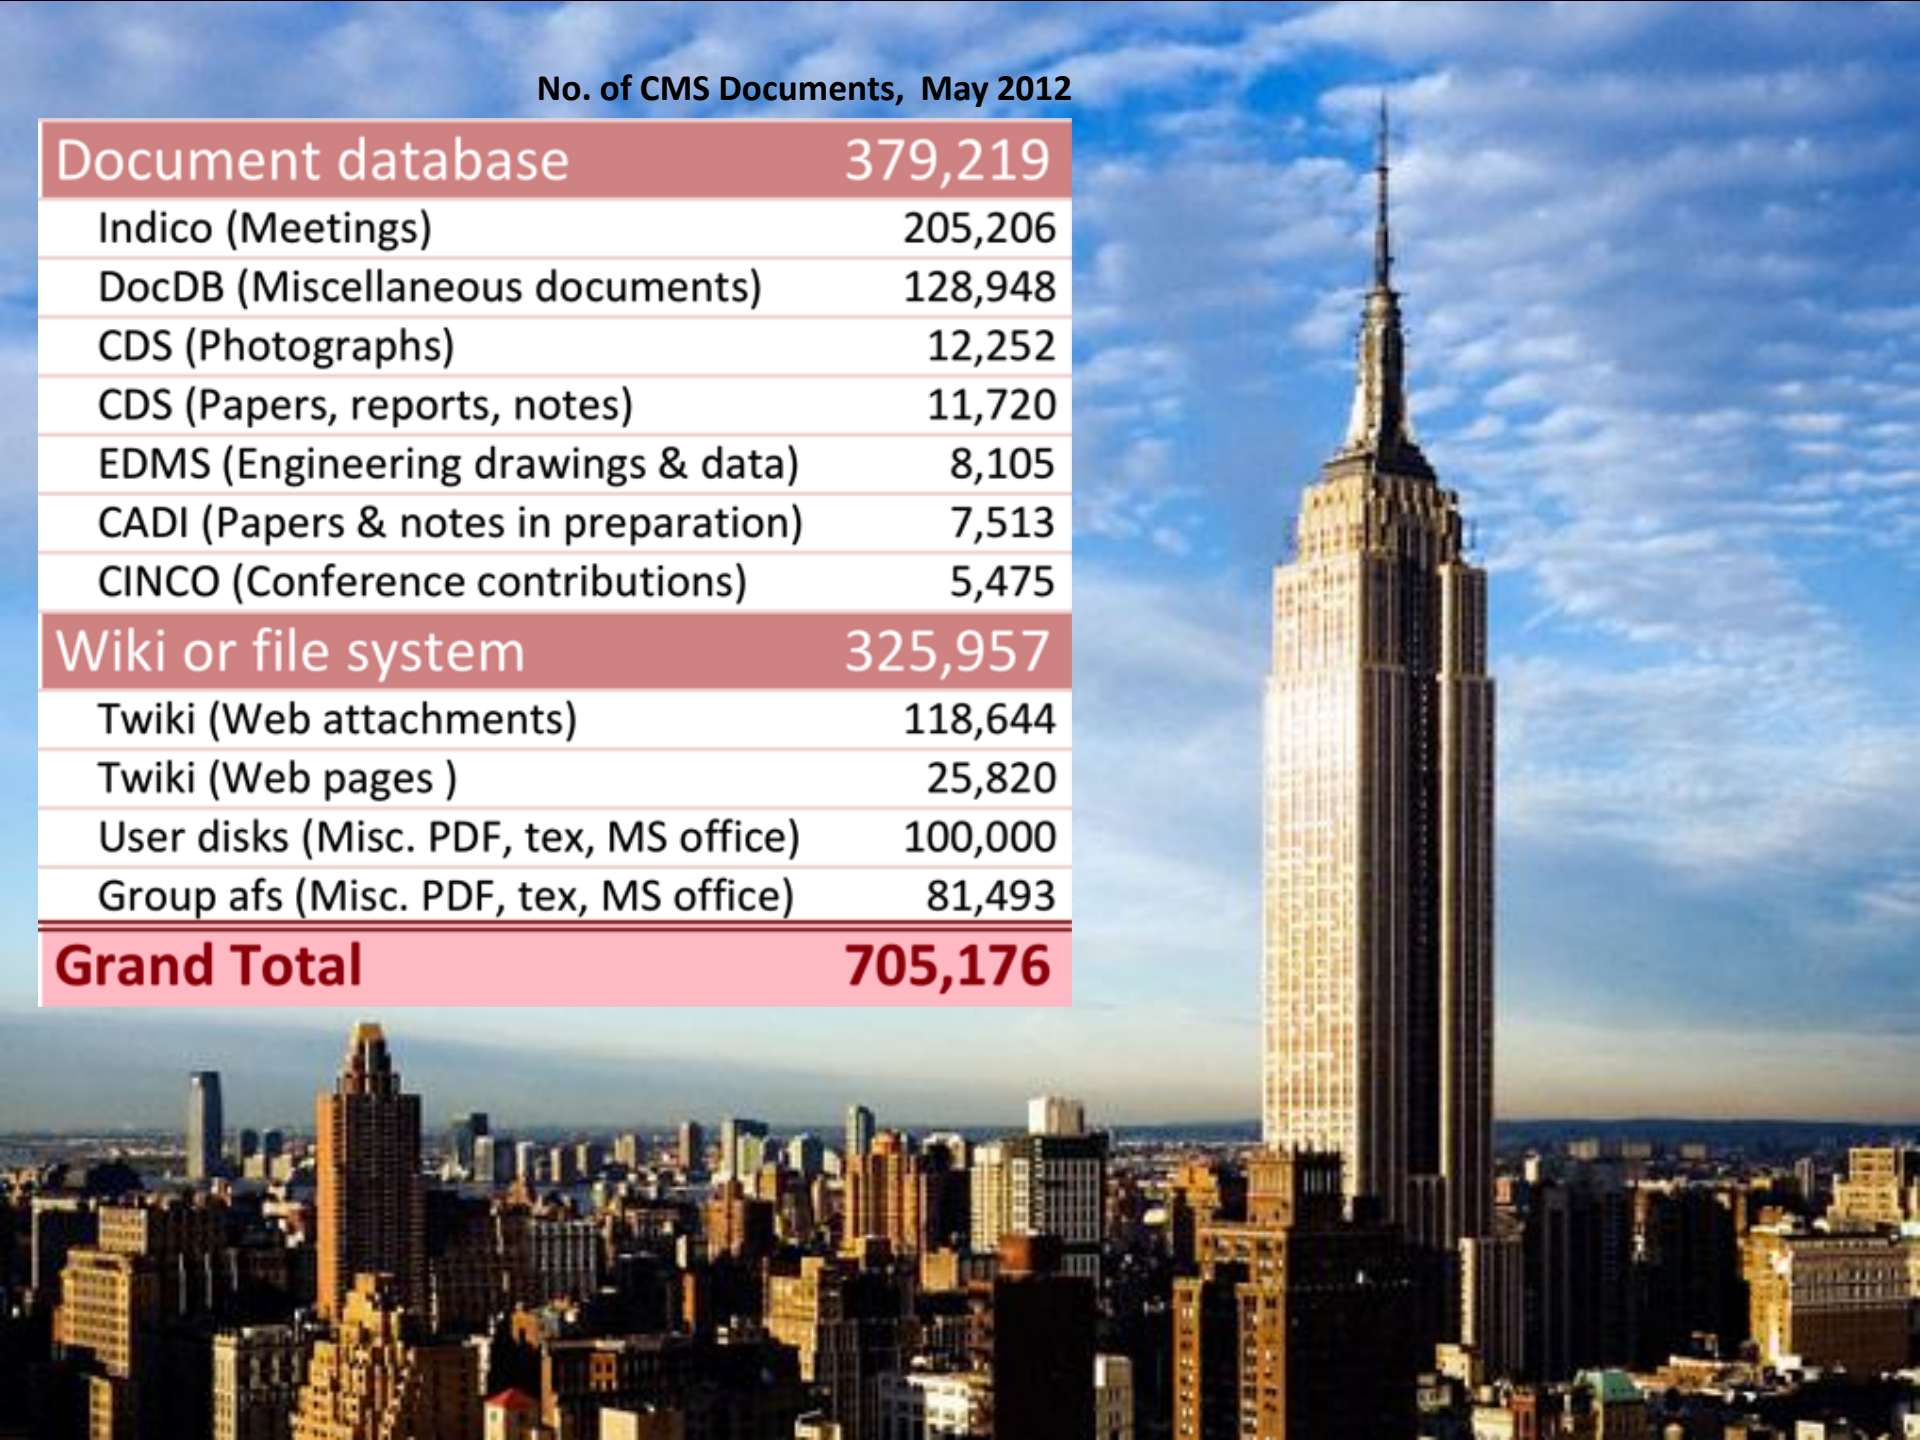 No. of CMS Documents, May 2012
Document database 379,219
Indico (Meetings) 205,206
DocDB (Miscellaneous documents) 128,948
CDS (Photographs) 12,252
CDS (Papers, reports, notes) 11,720
EDMS (Engineering drawings & data) 8,105
CADI (Papers & notes in preparation) 7,513
CINCO (Conference contributions) 5,475
Wiki or file system 325,957
Twiki (Web attachments) 118,644
Twiki (Web pages ) 25,820
User disks (Misc. PDF, tex, MS office) 100,000
Group afs (Misc. PDF, tex, MS office) 81,493
Grand Total 705,176